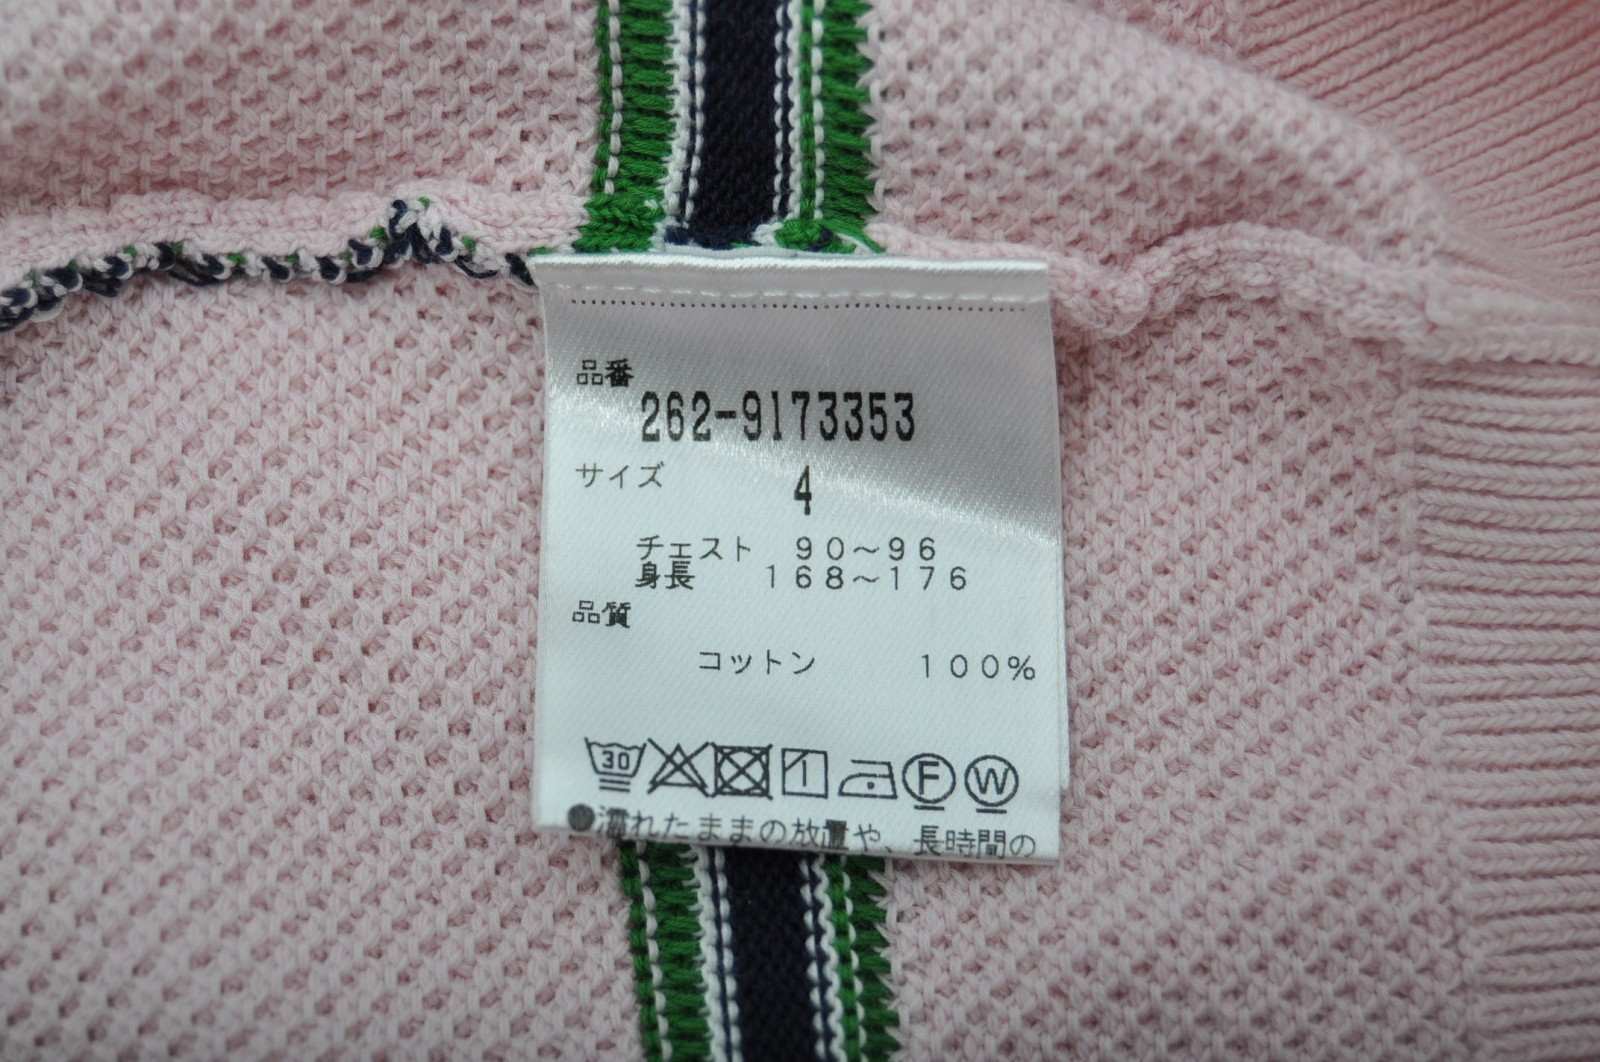 品番
262-9173353
サイズ 4
チェスト 90～96
身長 168～176
品質
コットン 100%
30 1 F W
●濡れたままの放置や、長時間の